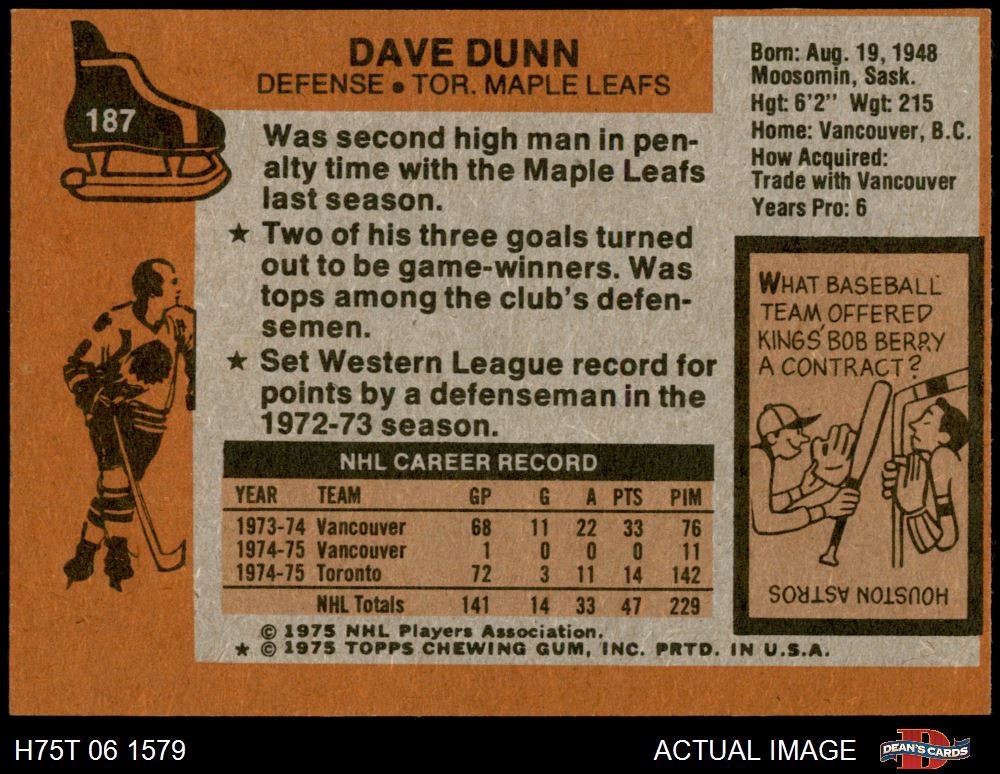 187
DAVE DUNN
DEFENSE • TOR. MAPLE LEAFS
Was second high man in pen-
alty time with the Maple Leafs
last season.
★ Two of his three goals turned
out to be game-winners. Was
tops among the club's defen-
semen.
★ Set Western League record for
points by a defenseman in the
1972-73 season.
NHL CAREER RECORD
YEAR TEAM GP G A PTS PIM
1973-74 Vancouver 68 11 22 33 76
1974-75 Vancouver 1 0 0 0 11
1974-75 Toronto 72 3 11 14 142
NHL Totals 141 14 33 47 229
© 1975 NHL Players Association.
★ © 1975 TOPPS CHEWING GUM, INC. PRTD. IN U.S.A.
Born: Aug. 19, 1948
Moosomin, Sask.
Hgt: 6'2" Wgt: 215
Home: Vancouver, B.C.
How Acquired:
Trade with Vancouver
Years Pro: 6
WHAT BASEBALL
TEAM OFFERED
KINGS' BOB BERRY
A CONTRACT?
HOUSTON ASTROS
H75T 06 1579
ACTUAL IMAGE
DEAN'S CARDS